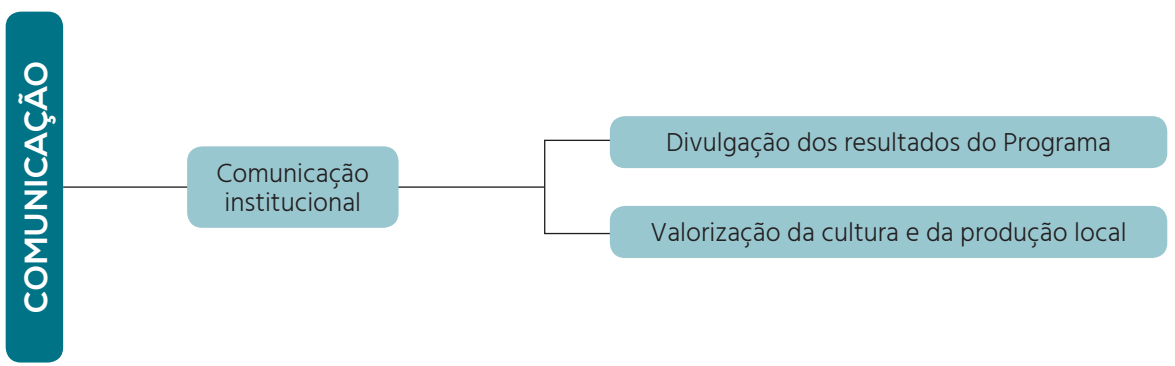 COMUNICAÇÃO
Comunicação
institucional
Divulgação dos resultados do Programa
Valorização da cultura e da produção local